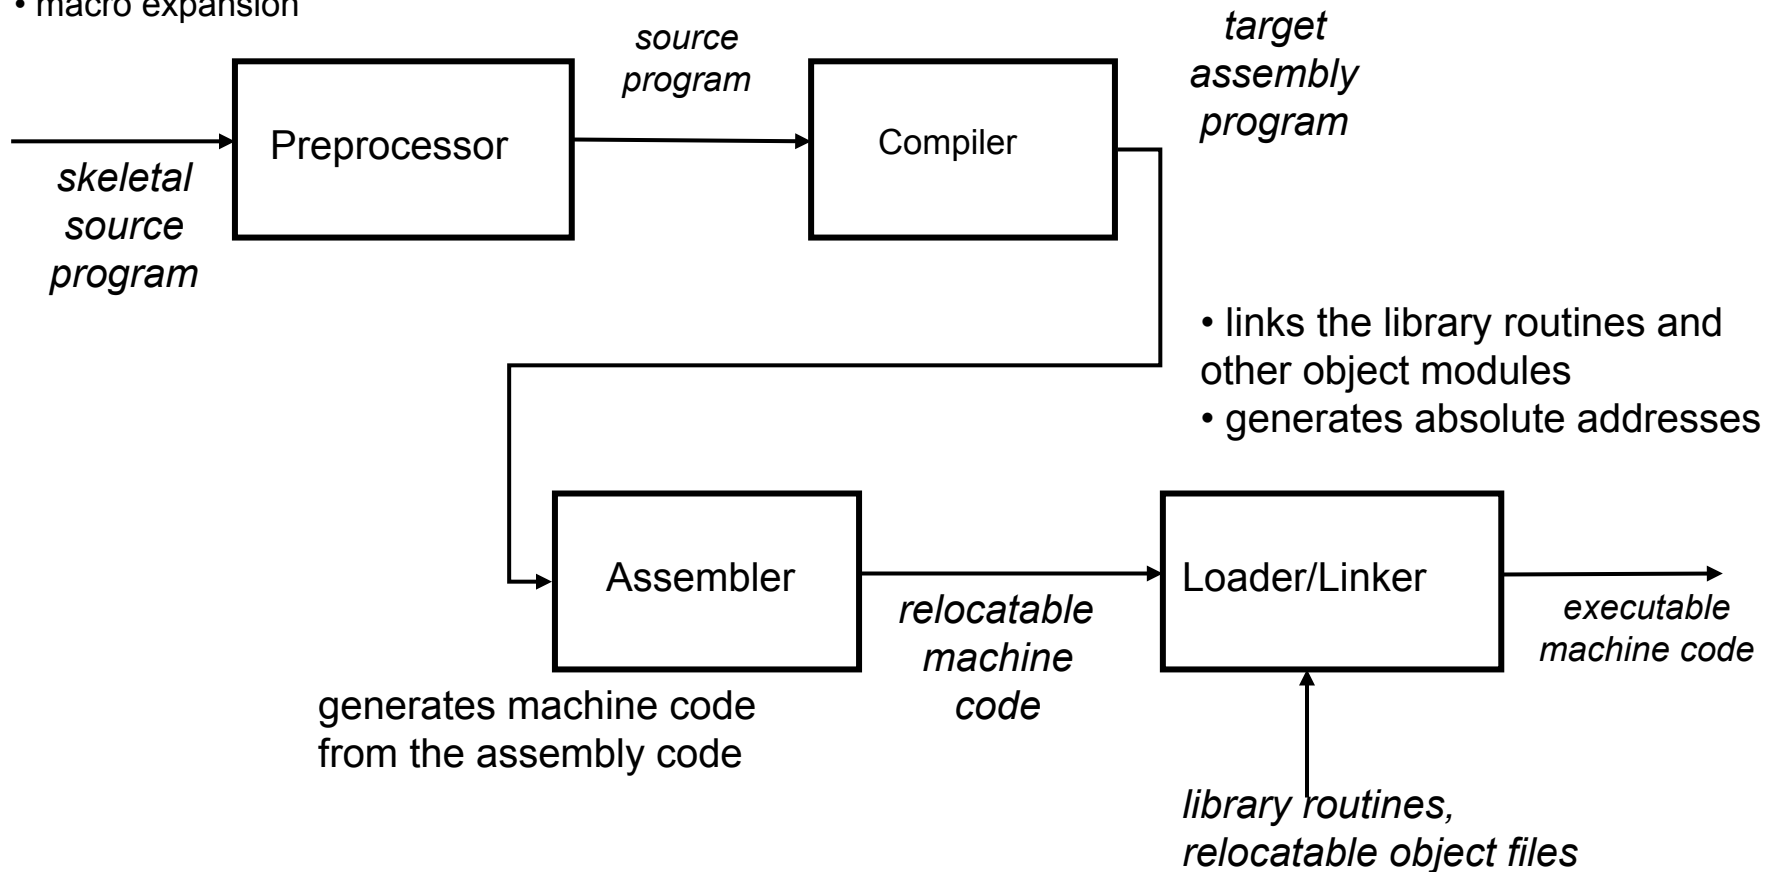 • macro expansion
source
program
target
assembly
program
Preprocessor
Compiler
skeletal
source
program
• links the library routines and
other object modules
• generates absolute addresses
Assembler
Loader/Linker
relocatable
machine
code
executable
machine code
generates machine code
from the assembly code
library routines,
relocatable object files